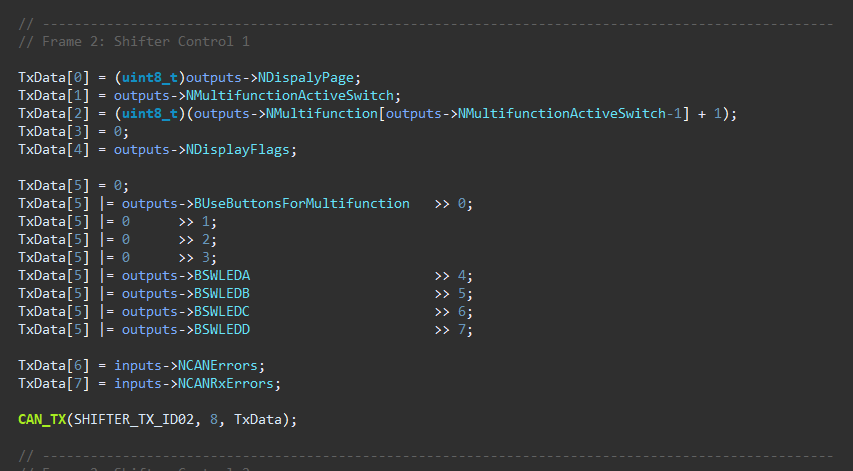 // ----------------------------------------------------------------------------------------------------
// Frame 2: Shifter Control 1
TxData[0] = (uint8_t)outputs->NDispalyPage;
TxData[1] = outputs->NMultifunctionActiveSwitch;
TxData[2] = (uint8_t)(outputs->NMultifunction[outputs->NMultifunctionActiveSwitch-1] + 1);
TxData[3] = 0;
TxData[4] = outputs->NDisplayFlags;
TxData[5] = 0;
TxData[5] |= outputs->BUseButtonsForMultifunction   >> 0;
TxData[5] |= 0      >> 1;
TxData[5] |= 0      >> 2;
TxData[5] |= 0      >> 3;
TxData[5] |= outputs->BSWLEDA                       >> 4;
TxData[5] |= outputs->BSWLEDB                       >> 5;
TxData[5] |= outputs->BSWLEDC                       >> 6;
TxData[5] |= outputs->BSWLEDD                       >> 7;
TxData[6] = inputs->NCANErrors;
TxData[7] = inputs->NCANRxErrors;
CAN_TX(SHIFTER_TX_ID02, 8, TxData);
// ----------------------------------------------------------------------------------------------------